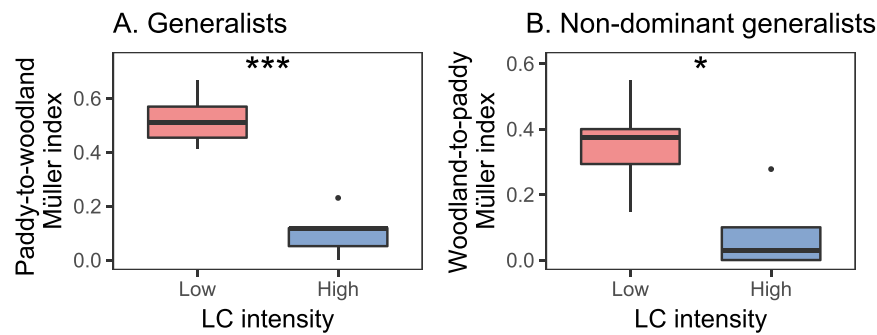 A. Generalists
Paddy-to-woodland
Müller index
0.6
0.4
0.2
0.0
***
Low
High
LC intensity
B. Non-dominant generalists
Woodland-to-paddy
Müller index
0.6
0.4
0.2
0.0
*
Low
High
LC intensity